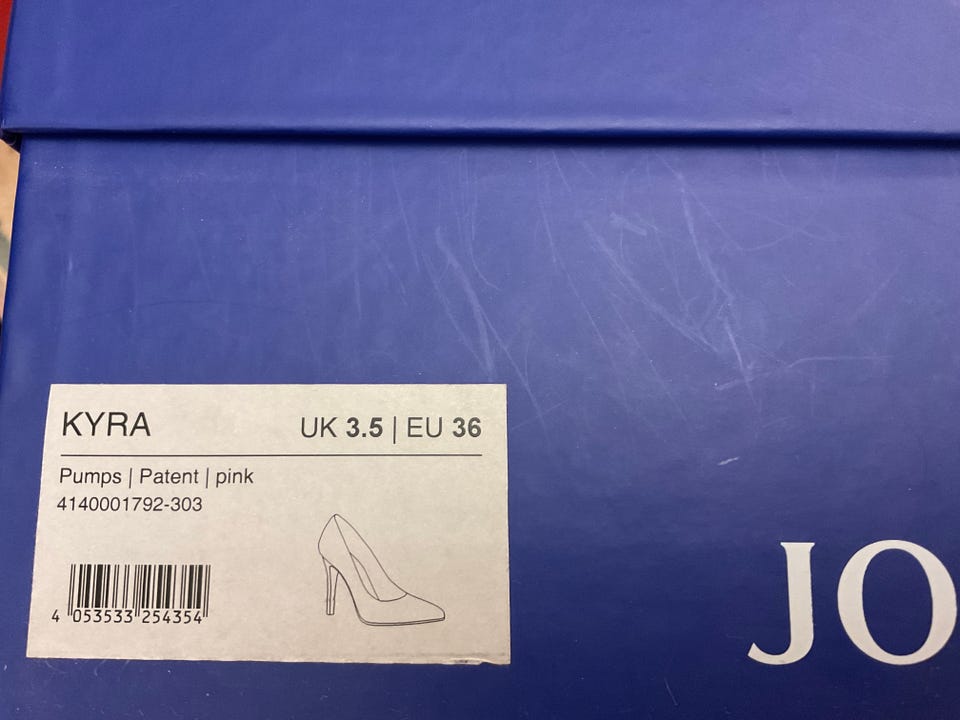 KYRA UK 3.5 | EU 36
Pumps | Patent | pink
4140001792-303
4 053533 254354
JO